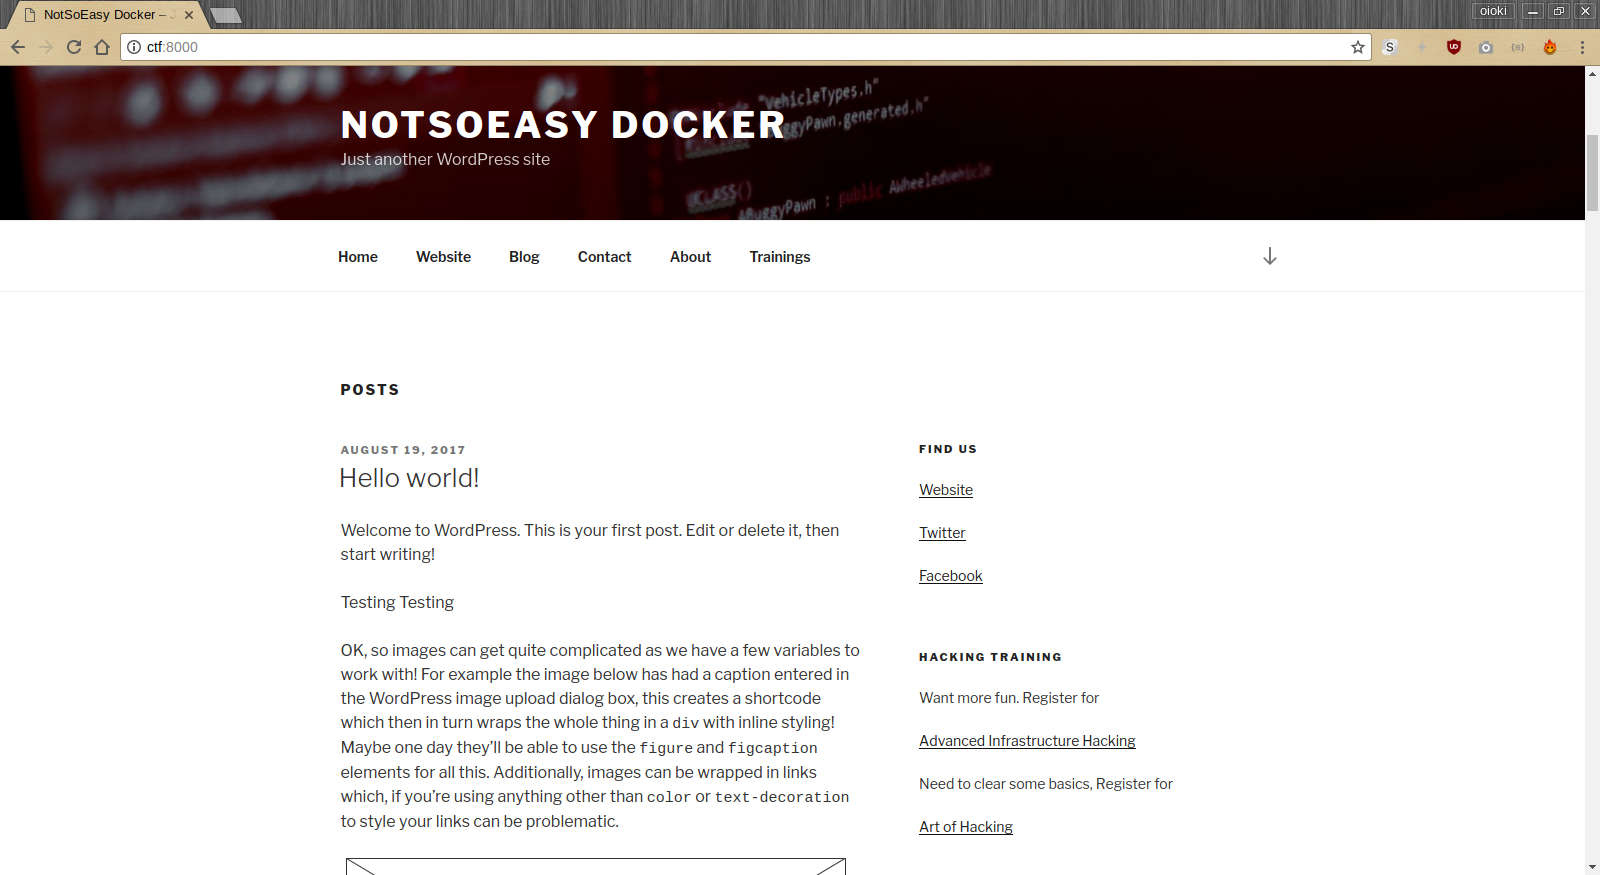 NotSoEasy Docker –
oioki
ctf:8000
"VehicleTypes.h"
generated.h"
NOTSOEASY DOCKER
Just another WordPress site
UCLASS()
ABuggyPawn : public AWheeledVehicle
Home Website Blog Contact About Trainings
POSTS
AUGUST 19, 2017
Hello world!
Welcome to WordPress. This is your first post. Edit or delete it, then
start writing!
Testing Testing
OK, so images can get quite complicated as we have a few variables to
work with! For example the image below has had a caption entered in
the WordPress image upload dialog box, this creates a shortcode
which then in turn wraps the whole thing in a div with inline styling!
Maybe one day they’ll be able to use the figure and figcaption
elements for all this. Additionally, images can be wrapped in links
which, if you’re using anything other than color or text-decoration
to style your links can be problematic.
FIND US
Website
Twitter
Facebook
HACKING TRAINING
Want more fun. Register for
Advanced Infrastructure Hacking
Need to clear some basics, Register for
Art of Hacking